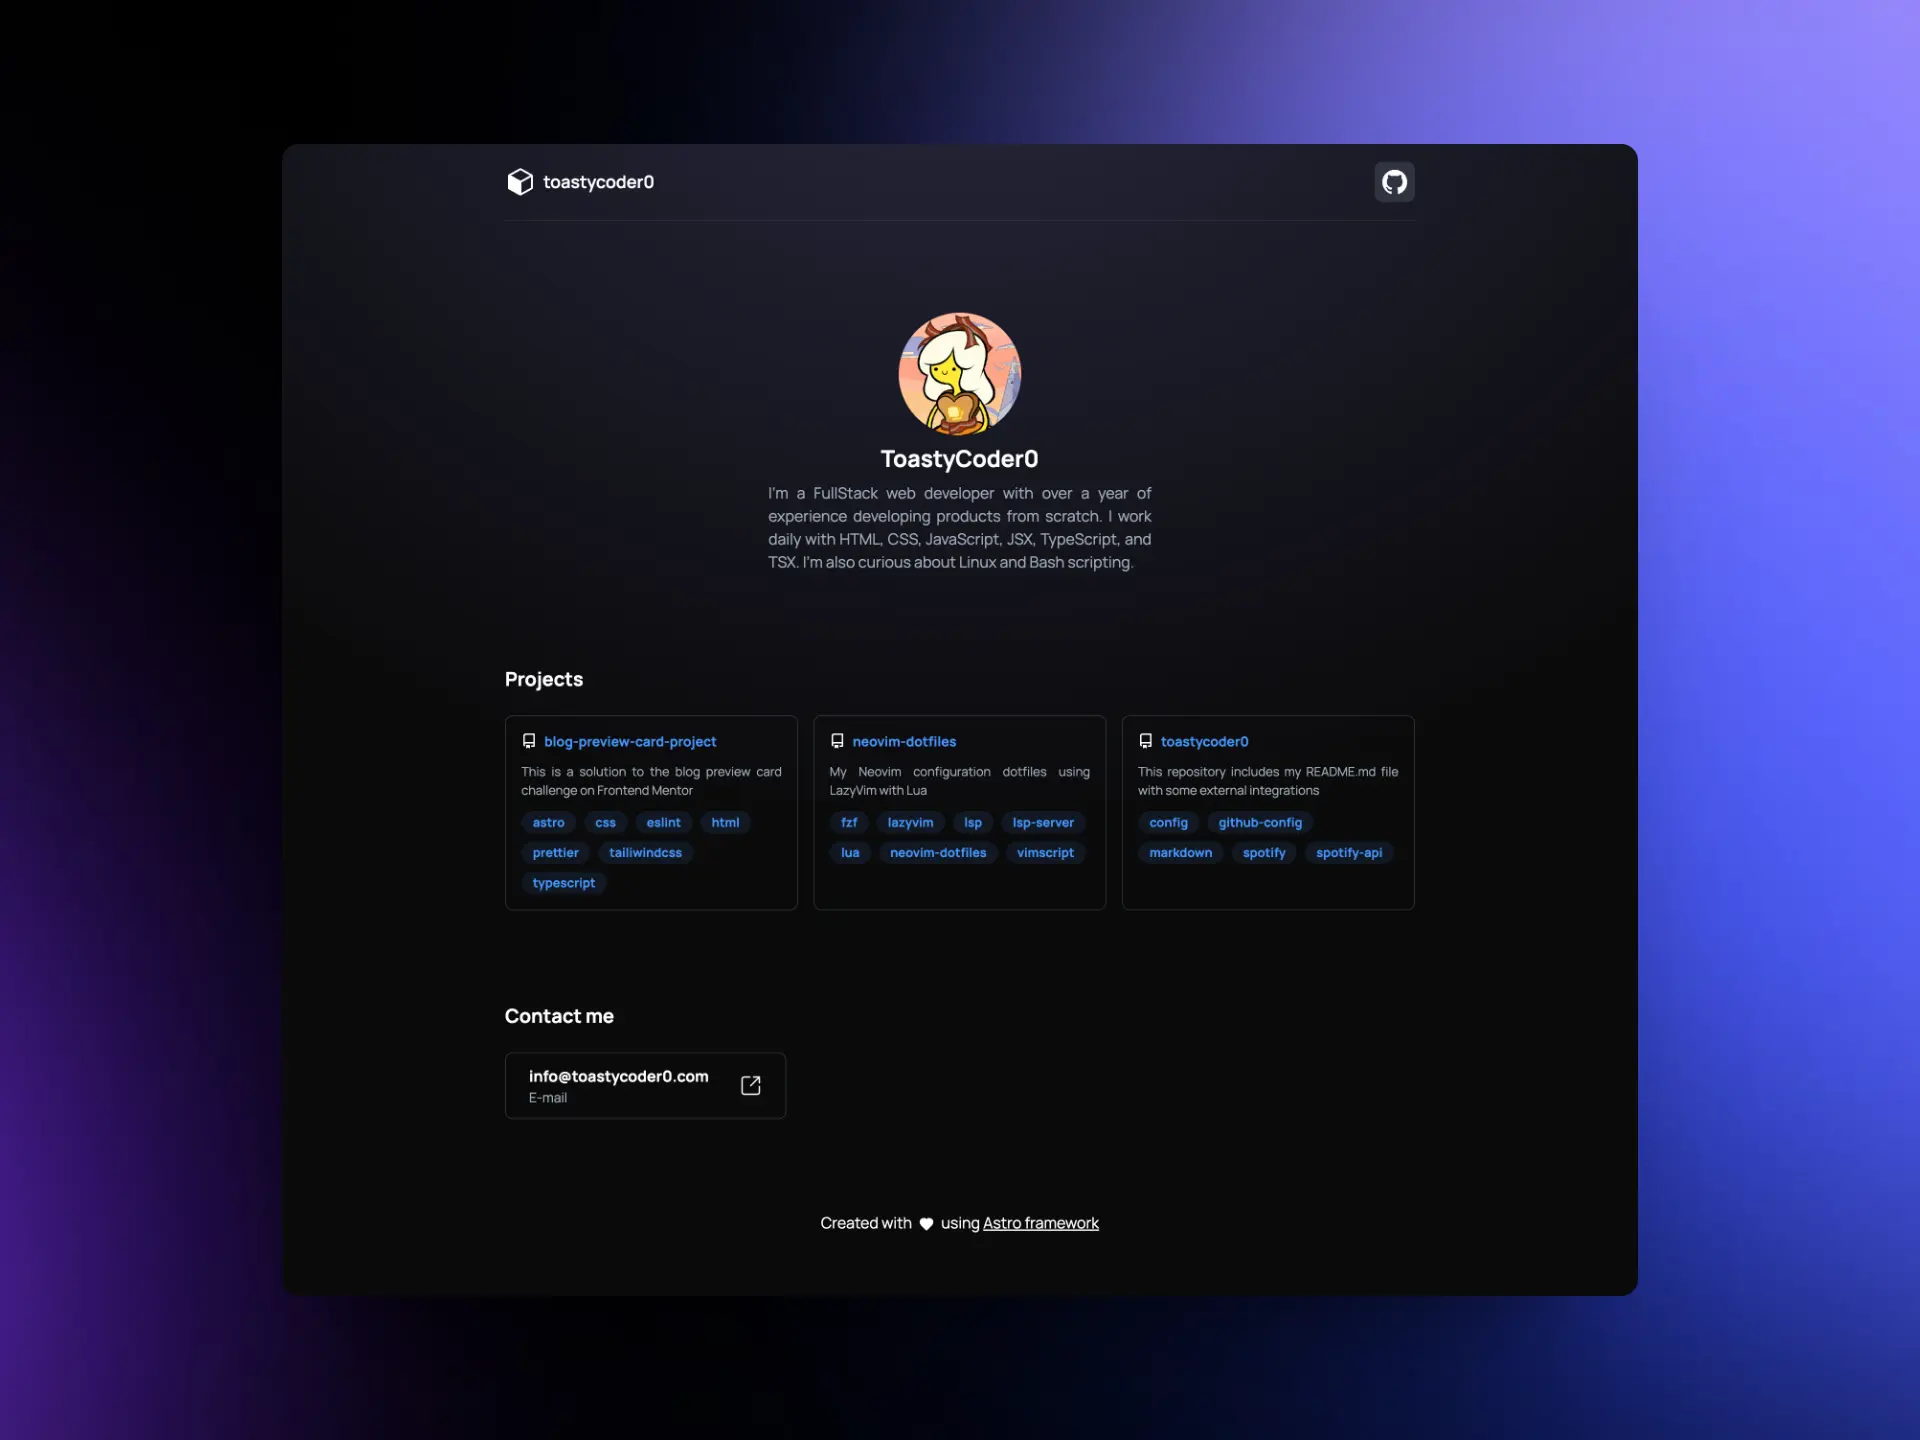 toastycoder0
ToastyCoder0
I'm a FullStack web developer with over a year of
experience developing products from scratch. I work
daily with HTML, CSS, JavaScript, JSX, TypeScript, and
TSX. I'm also curious about Linux and Bash scripting.
Projects
blog-preview-card-project
This is a solution to the blog preview card
challenge on Frontend Mentor
astro css eslint html
prettier tailiwindcss
typescript
neovim-dotfiles
My Neovim configuration dotfiles using
LazyVim with Lua
fzf lazyvim lsp lsp-server
lua neovim-dotfiles vimscript
toastycoder0
This repository includes my README.md file
with some external integrations
config github-config
markdown spotify spotify-api
Contact me
info@toastycoder0.com
E-mail
Created with using Astro framework